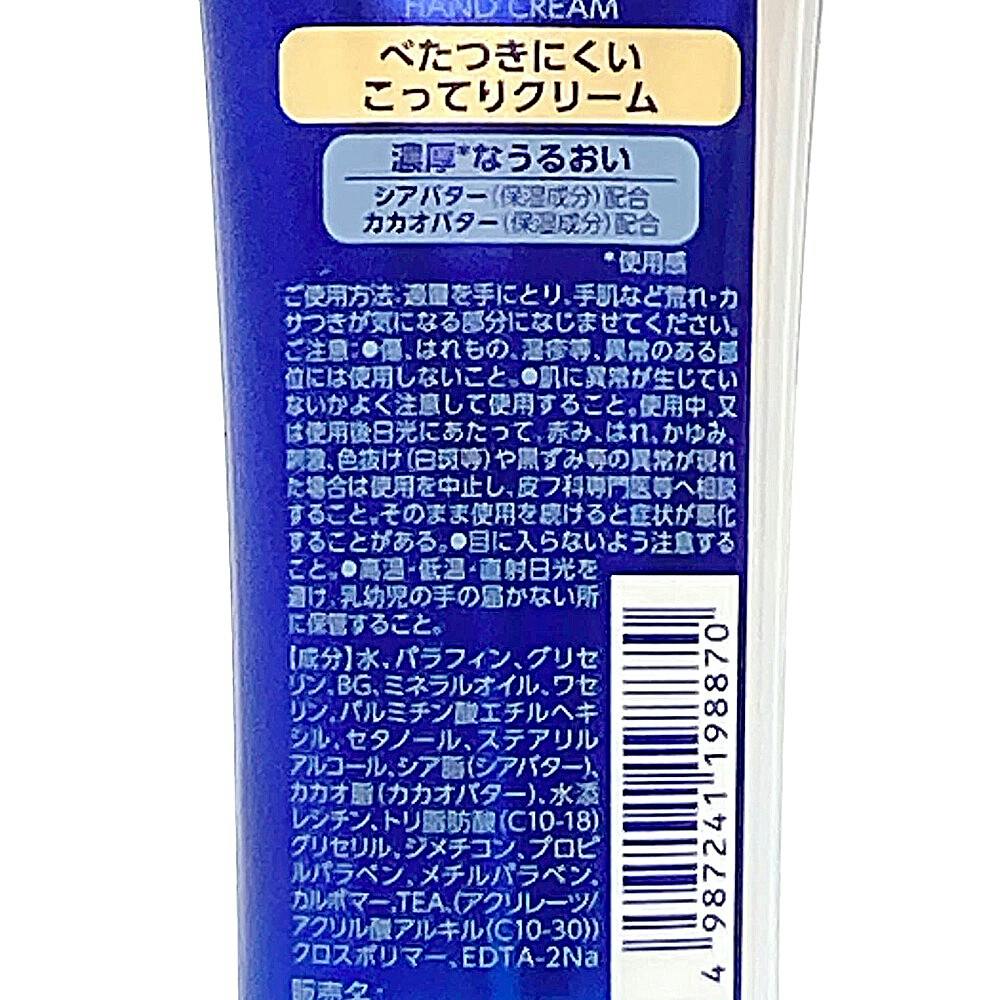 HAND CREAM
べたつきにくい
こってりクリーム
濃厚*なうるおい
シアバター(保湿成分)配合
カカオバター(保湿成分)配合
*使用感
ご使用方法:適量を手にとり、手肌など荒れ・カ
サつきが気になる部分になじませてください。
ご注意:●傷、はれもの、湿疹等、異常のある部
位には使用しないこと。●肌に異常が生じてい
ないかよく注意して使用すること。使用中、又
は使用後日光にあたって、赤み、はれ、かゆみ、
刺激、色抜け(白斑等)や黒ずみ等の異常が現れ
た場合は使用を中止し、皮フ科専門医等へ相談
すること。そのまま使用を続けると症状が悪化
することがある。●目に入らないよう注意する
こと。●高温・低温・直射日光を
避け、乳幼児の手の届かない所
に保管すること。
【成分】水、パラフィン、グリセ
リン、BG、ミネラルオイル、ワセ
リン、パルミチン酸エチルヘキ
シル、セタノール、ステアリル
アルコール、シア脂(シアバター)、
カカオ脂(カカオバター)、水添
レシチン、トリ脂肪酸(C10-18)
グリセリル、ジメチコン、プロピ
ルパラベン、メチルパラベン、
カルボマー、TEA、(アクリレーツ/
アクリル酸アルキル(C10-30))
クロスポリマー、EDTA-2Na
販売名:
4 987241 198870